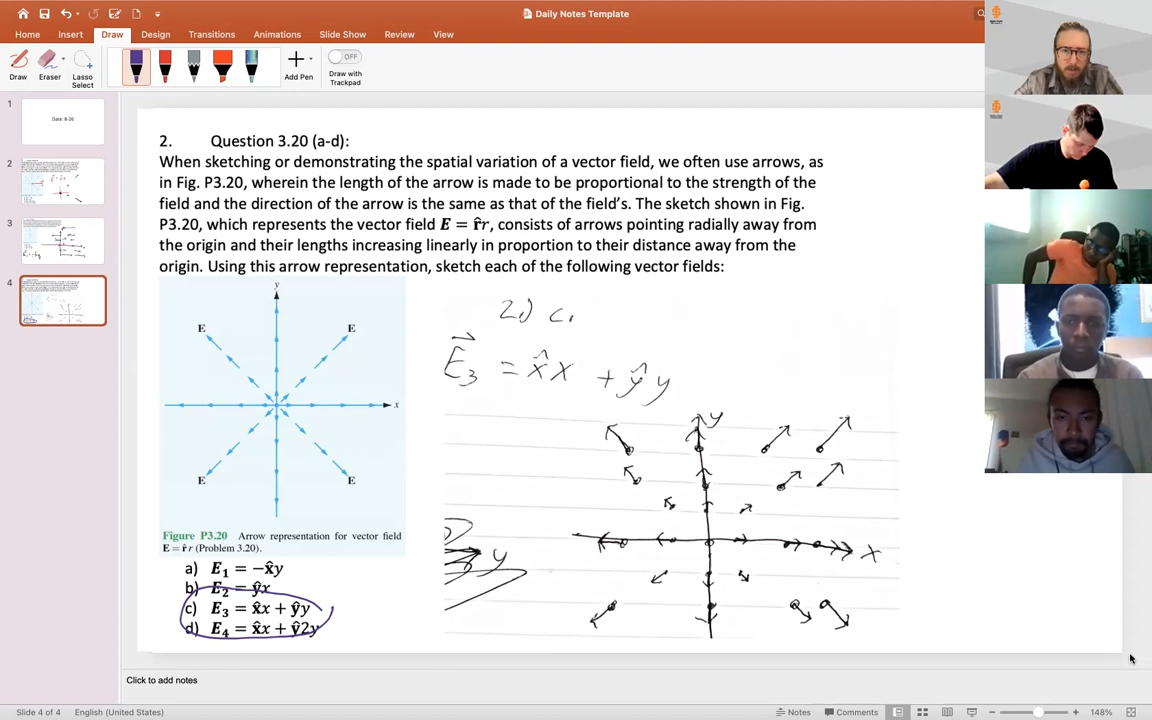 Daily Notes Template
Home Insert Draw Design Transitions Animations Slide Show Review View
OFF
Draw Eraser Lasso Select Add Pen Draw with Trackpad
1
Date: 8-26
2
3
4
2. Question 3.20 (a-d):
When sketching or demonstrating the spatial variation of a vector field, we often use arrows, as
in Fig. P3.20, wherein the length of the arrow is made to be proportional to the strength of the
field and the direction of the arrow is the same as that of the field's. The sketch shown in Fig.
P3.20, which represents the vector field E = r̂r, consists of arrows pointing radially away from
the origin and their lengths increasing linearly in proportion to their distance away from the
origin. Using this arrow representation, sketch each of the following vector fields:
y
E E
x
E E
Figure P3.20 Arrow representation for vector field
E = r̂ r (Problem 3.20).
a) E₁ = −x̂y
b) E₂ = ŷx
c) E₃ = x̂x + ŷy
d) E₄ = x̂x + ŷ2y
2.) c.
E⃗₃ = x̂x + ŷy
y
x
y
Click to add notes
Slide 4 of 4 English (United States) Notes Comments 148%